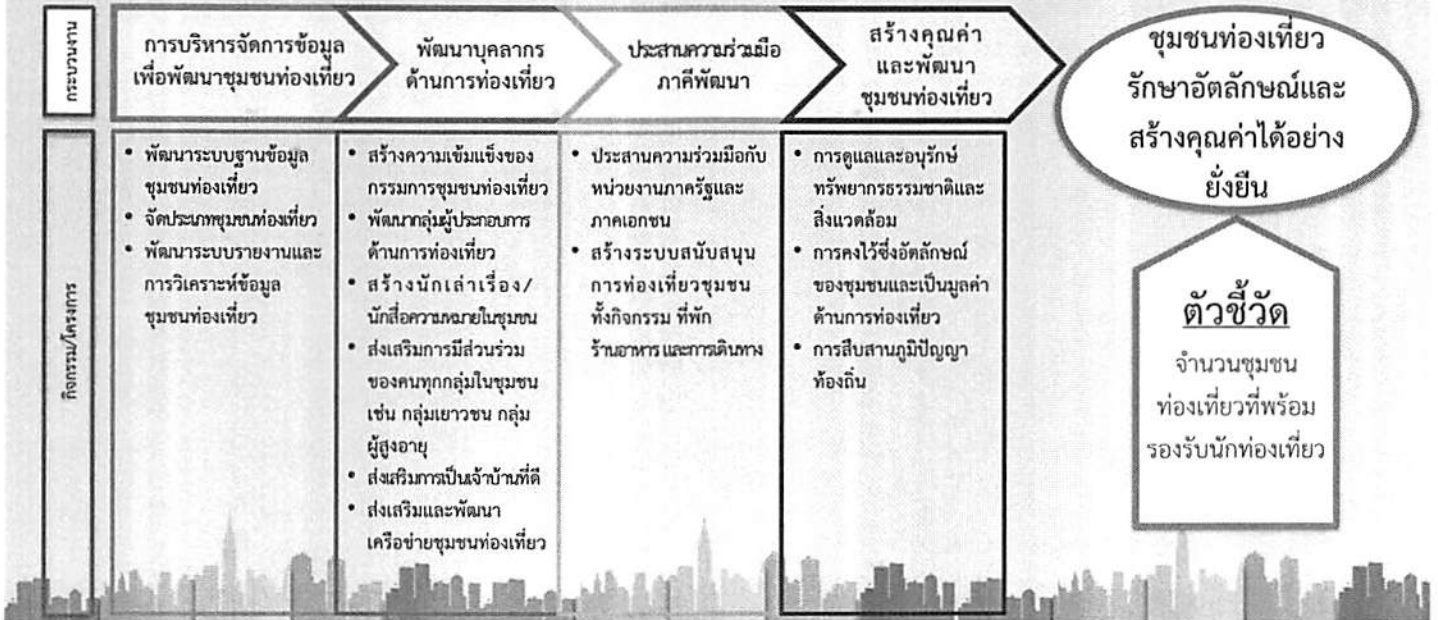 กระบวนงาน
การบริหารจัดการข้อมูล
เพื่อพัฒนาชุมชนท่องเที่ยว
พัฒนาบุคลากร
ด้านการท่องเที่ยว
ประสานความร่วมมือ
ภาคีพัฒนา
สร้างคุณค่า
และพัฒนา
ชุมชนท่องเที่ยว
ชุมชนท่องเที่ยว
รักษาอัตลักษณ์และ
สร้างคุณค่าได้อย่าง
ยั่งยืน
กิจกรรม/โครงการ
• พัฒนาระบบฐานข้อมูล
ชุมชนท่องเที่ยว
• จัดประเภทชุมชนท่องเที่ยว
• พัฒนาระบบรายงานและ
การวิเคราะห์ข้อมูล
ชุมชนท่องเที่ยว
• สร้างความเข้มแข็งของ
กรรมการชุมชนท่องเที่ยว
• พัฒนากลุ่มผู้ประกอบการ
ด้านการท่องเที่ยว
• สร้างนักเล่าเรื่อง/
นักสื่อความหมายในชุมชน
• ส่งเสริมการมีส่วนร่วม
ของคนทุกกลุ่มในชุมชน
เช่น กลุ่มเยาวชน กลุ่ม
ผู้สูงอายุ
• ส่งเสริมการเป็นเจ้าบ้านที่ดี
• ส่งเสริมและพัฒนา
เครือข่ายชุมชนท่องเที่ยว
• ประสานความร่วมมือกับ
หน่วยงานภาครัฐและ
ภาคเอกชน
• สร้างระบบสนับสนุน
การท่องเที่ยวชุมชน
ทั้งกิจกรรม ที่พัก
ร้านอาหาร และการเดินทาง
• การดูแลและอนุรักษ์
ทรัพยากรธรรมชาติและ
สิ่งแวดล้อม
• การคงไว้ซึ่งอัตลักษณ์
ของชุมชนและเป็นมูลค่า
ด้านการท่องเที่ยว
• การสืบสานภูมิปัญญา
ท้องถิ่น
ตัวชี้วัด
จำนวนชุมชน
ท่องเที่ยวที่พร้อม
รองรับนักท่องเที่ยว